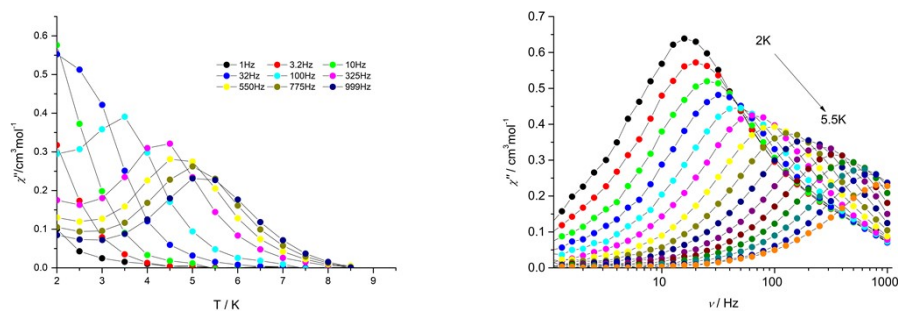 0.6
0.5
0.4
0.3
0.2
0.1
0.0
χ''/cm³mol⁻¹
1Hz 3.2Hz 10Hz
32Hz 100Hz 325Hz
550Hz 775Hz 999Hz
2 3 4 5 6 7 8 9
T / K
0.7
0.6
0.5
0.4
0.3
0.2
0.1
0.0
χ'' / cm³mol⁻¹
2K
5.5K
10 100 1000
ν / Hz